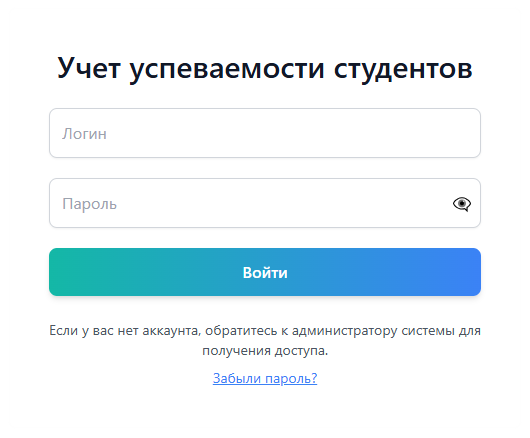 Учет успеваемости студентов
Логин
Пароль
Войти
Если у вас нет аккаунта, обратитесь к администратору системы для
получения доступа.
Забыли пароль?